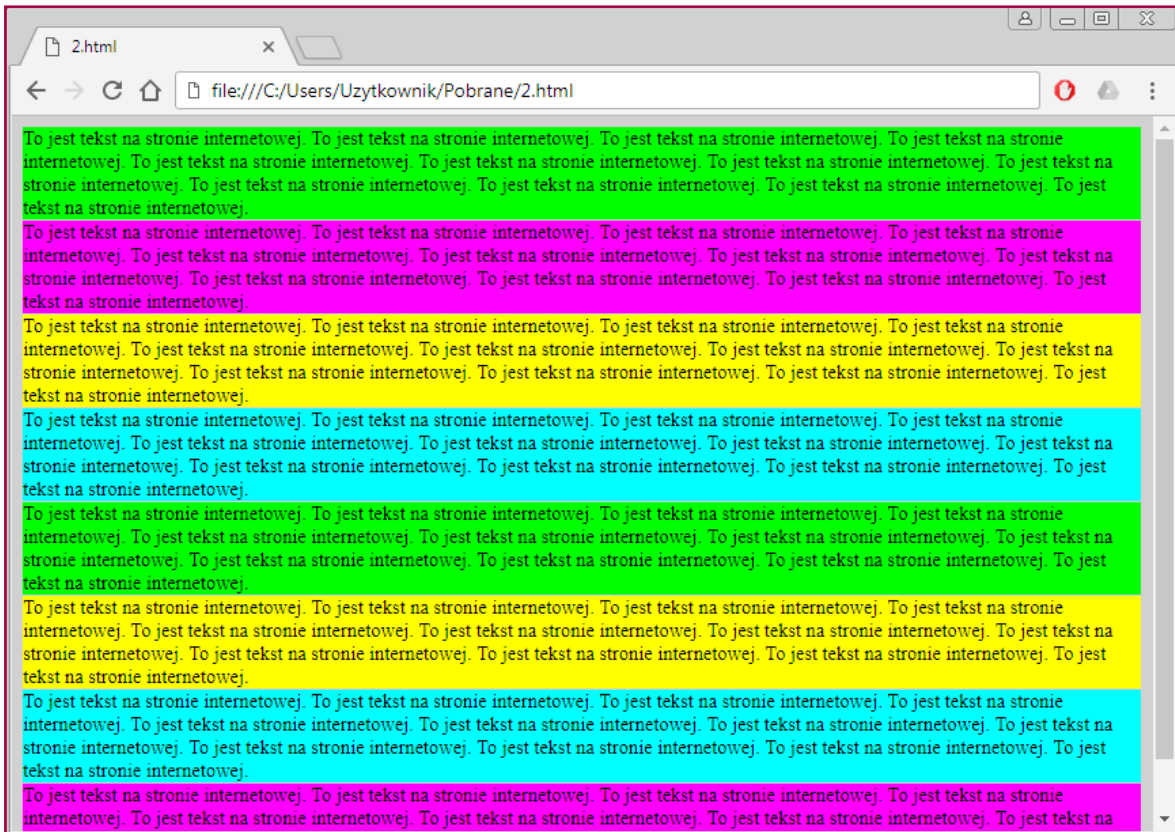 2.html
file:///C:/Users/Uzytkownik/Pobrane/2.html
To jest tekst na stronie internetowej. To jest tekst na stronie internetowej. To jest tekst na stronie internetowej. To jest tekst na stronie
internetowej. To jest tekst na stronie internetowej. To jest tekst na stronie internetowej. To jest tekst na stronie internetowej. To jest tekst na
stronie internetowej. To jest tekst na stronie internetowej. To jest tekst na stronie internetowej. To jest tekst na stronie internetowej. To jest
tekst na stronie internetowej.
To jest tekst na stronie internetowej. To jest tekst na stronie internetowej. To jest tekst na stronie internetowej. To jest tekst na stronie
internetowej. To jest tekst na stronie internetowej. To jest tekst na stronie internetowej. To jest tekst na stronie internetowej. To jest tekst na
stronie internetowej. To jest tekst na stronie internetowej. To jest tekst na stronie internetowej. To jest tekst na stronie internetowej. To jest
tekst na stronie internetowej.
To jest tekst na stronie internetowej. To jest tekst na stronie internetowej. To jest tekst na stronie internetowej. To jest tekst na stronie
internetowej. To jest tekst na stronie internetowej. To jest tekst na stronie internetowej. To jest tekst na stronie internetowej. To jest tekst na
stronie internetowej. To jest tekst na stronie internetowej. To jest tekst na stronie internetowej. To jest tekst na stronie internetowej. To jest
tekst na stronie internetowej.
To jest tekst na stronie internetowej. To jest tekst na stronie internetowej. To jest tekst na stronie internetowej. To jest tekst na stronie
internetowej. To jest tekst na stronie internetowej. To jest tekst na stronie internetowej. To jest tekst na stronie internetowej. To jest tekst na
stronie internetowej. To jest tekst na stronie internetowej. To jest tekst na stronie internetowej. To jest tekst na stronie internetowej. To jest
tekst na stronie internetowej.
To jest tekst na stronie internetowej. To jest tekst na stronie internetowej. To jest tekst na stronie internetowej. To jest tekst na stronie
internetowej. To jest tekst na stronie internetowej. To jest tekst na stronie internetowej. To jest tekst na stronie internetowej. To jest tekst na
stronie internetowej. To jest tekst na stronie internetowej. To jest tekst na stronie internetowej. To jest tekst na stronie internetowej. To jest
tekst na stronie internetowej.
To jest tekst na stronie internetowej. To jest tekst na stronie internetowej. To jest tekst na stronie internetowej. To jest tekst na stronie
internetowej. To jest tekst na stronie internetowej. To jest tekst na stronie internetowej. To jest tekst na stronie internetowej. To jest tekst na
stronie internetowej. To jest tekst na stronie internetowej. To jest tekst na stronie internetowej. To jest tekst na stronie internetowej. To jest
tekst na stronie internetowej.
To jest tekst na stronie internetowej. To jest tekst na stronie internetowej. To jest tekst na stronie internetowej. To jest tekst na stronie
internetowej. To jest tekst na stronie internetowej. To jest tekst na stronie internetowej. To jest tekst na stronie internetowej. To jest tekst na
stronie internetowej. To jest tekst na stronie internetowej. To jest tekst na stronie internetowej. To jest tekst na stronie internetowej. To jest
tekst na stronie internetowej.
To jest tekst na stronie internetowej. To jest tekst na stronie internetowej. To jest tekst na stronie internetowej. To jest tekst na stronie
internetowej. To jest tekst na stronie internetowej. To jest tekst na stronie internetowej. To jest tekst na stronie internetowej. To jest tekst na